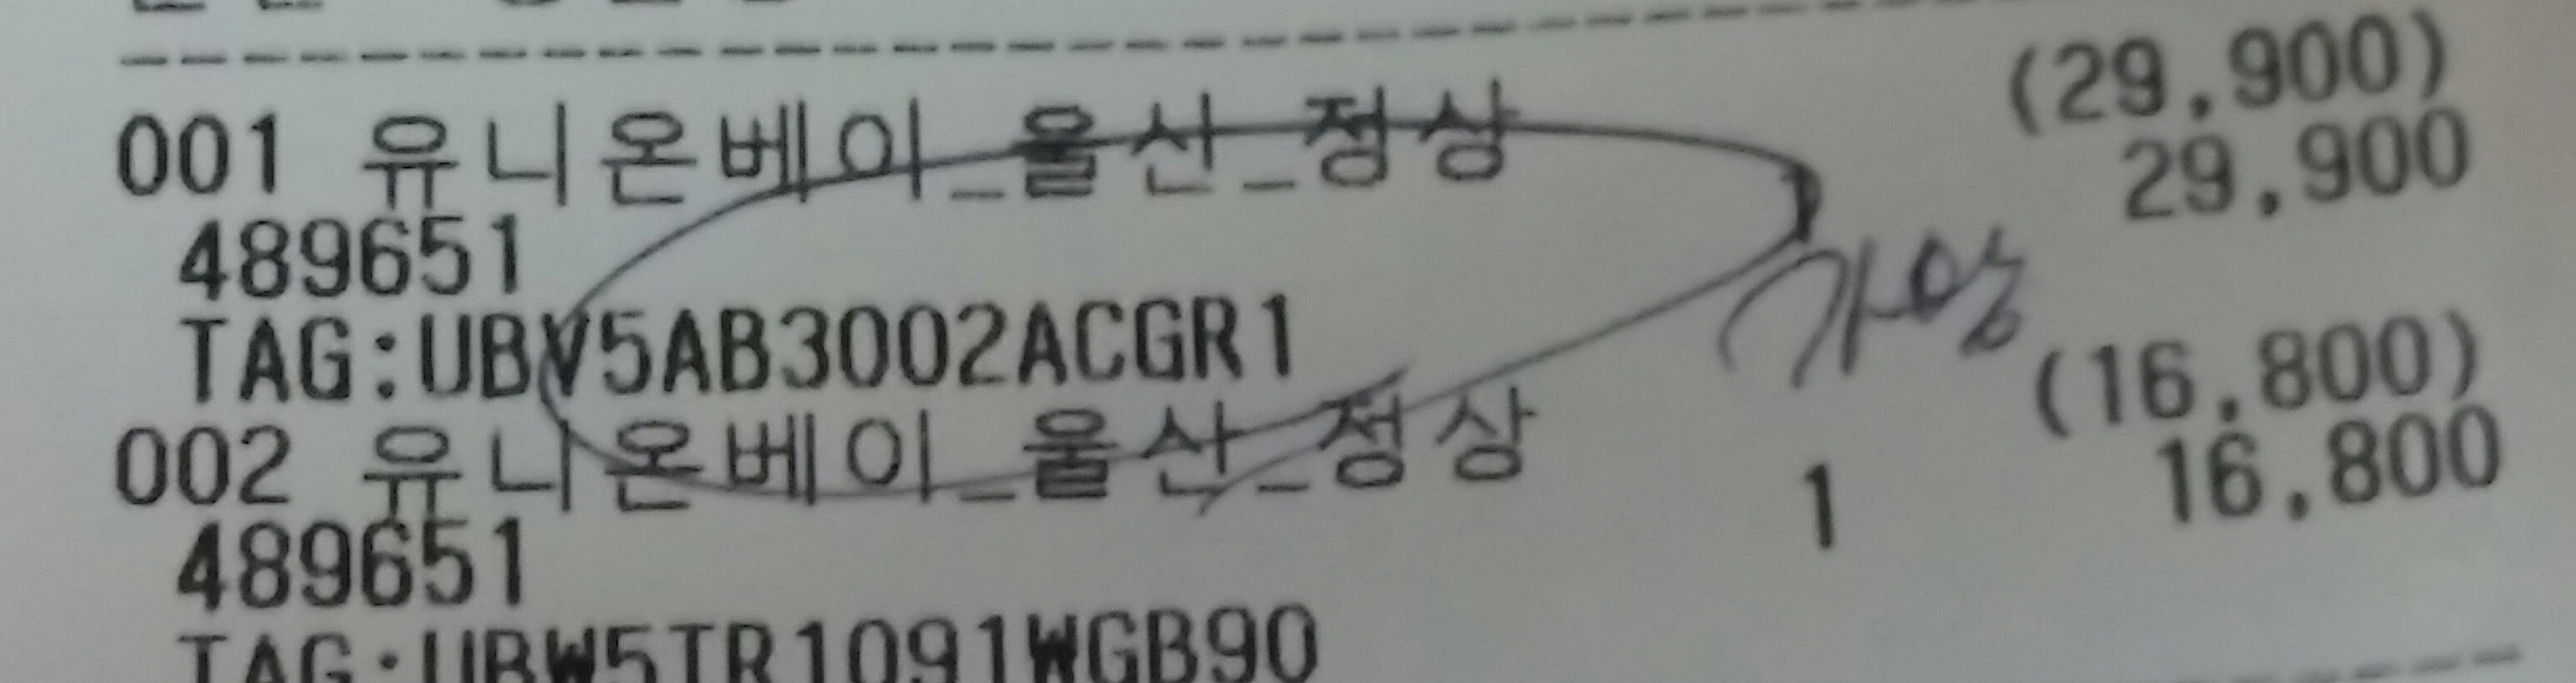 (29,900)
001 유니온베이_울산_정상 1 29,900
489651
TAG:UBV5AB3002ACGR1
가방
(16,800)
002 유니온베이_울산_정상 1 16,800
489651
TAG:UBW5TR1091WGB90